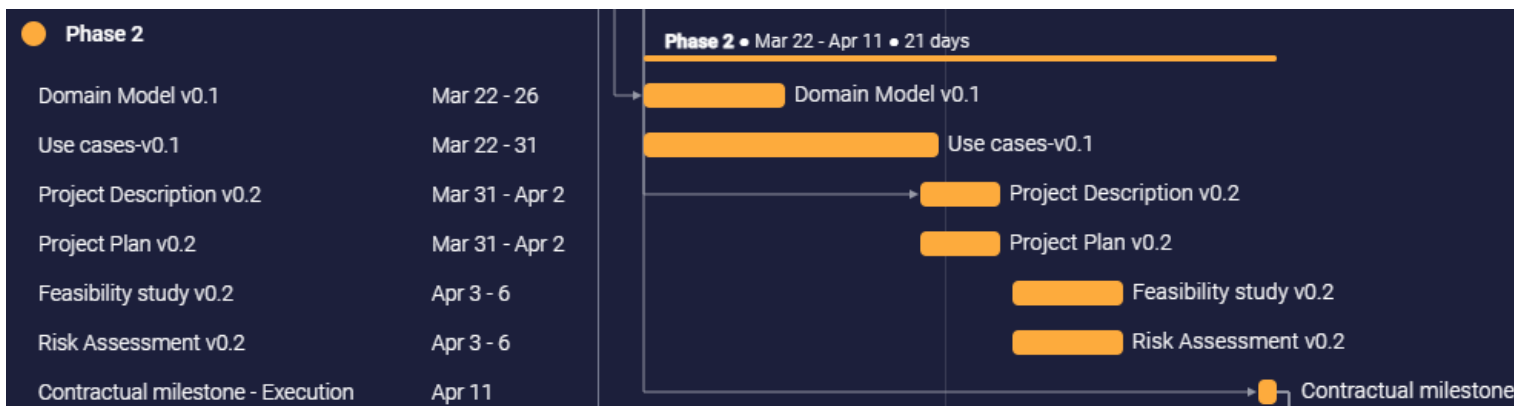 Phase 2
Phase 2 • Mar 22 - Apr 11 • 21 days
Domain Model v0.1 Mar 22 - 26 Domain Model v0.1
Use cases-v0.1 Mar 22 - 31 Use cases-v0.1
Project Description v0.2 Mar 31 - Apr 2 Project Description v0.2
Project Plan v0.2 Mar 31 - Apr 2 Project Plan v0.2
Feasibility study v0.2 Apr 3 - 6 Feasibility study v0.2
Risk Assessment v0.2 Apr 3 - 6 Risk Assessment v0.2
Contractual milestone - Execution Apr 11 Contractual milestone